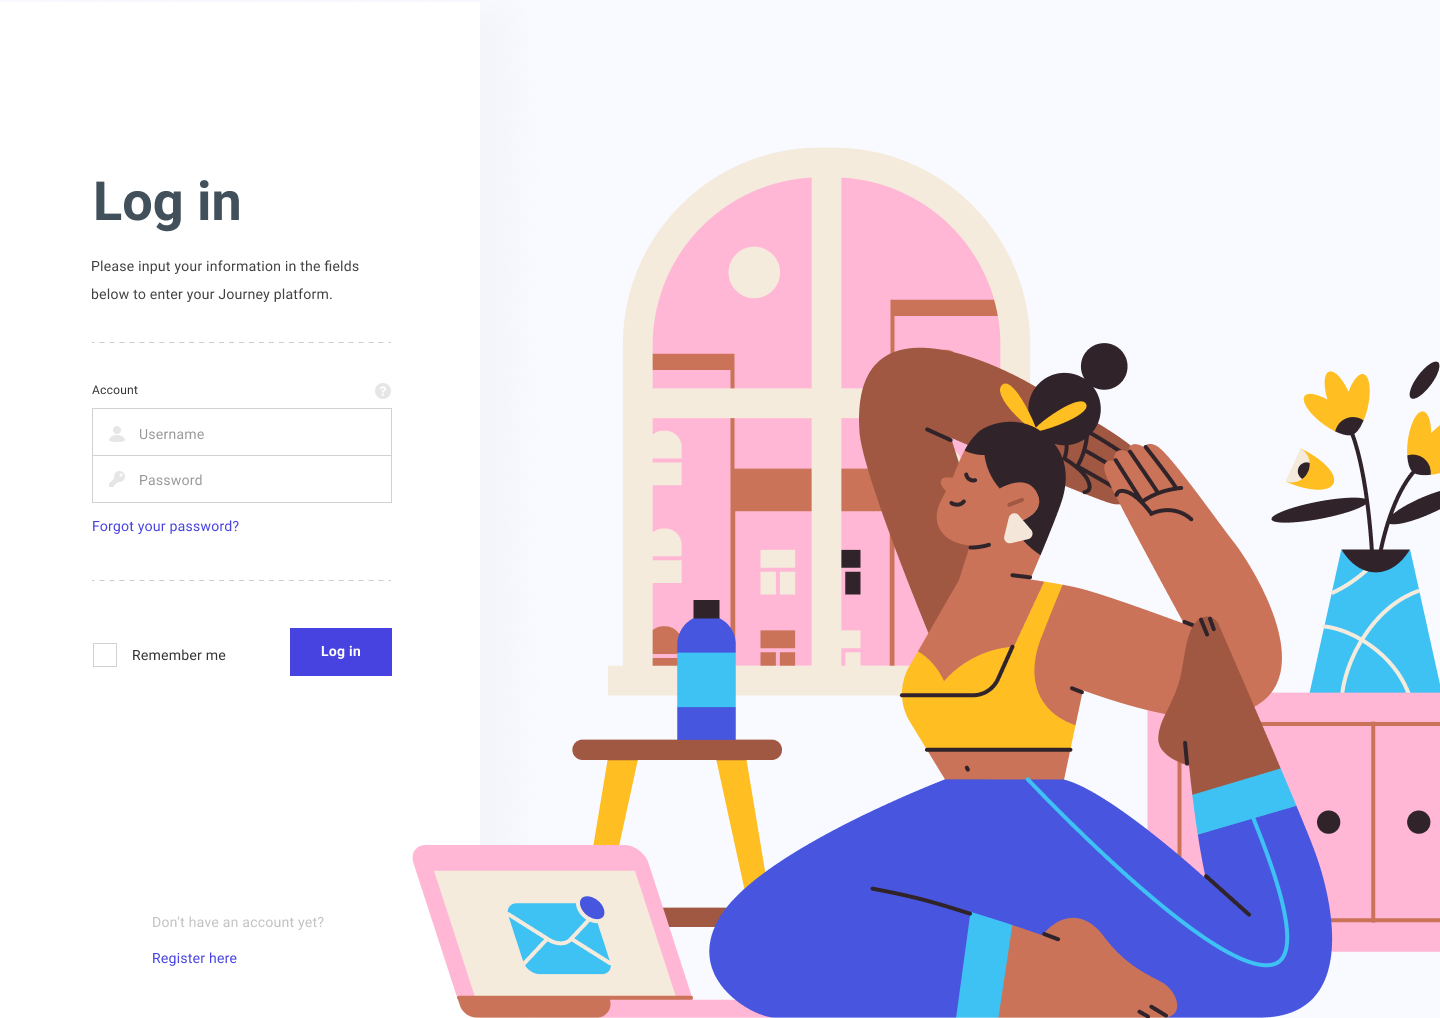 Log in
Please input your information in the fields
below to enter your Journey platform.
Account
?
Username
Password
Forgot your password?
Remember me
Log in
Don't have an account yet?
Register here